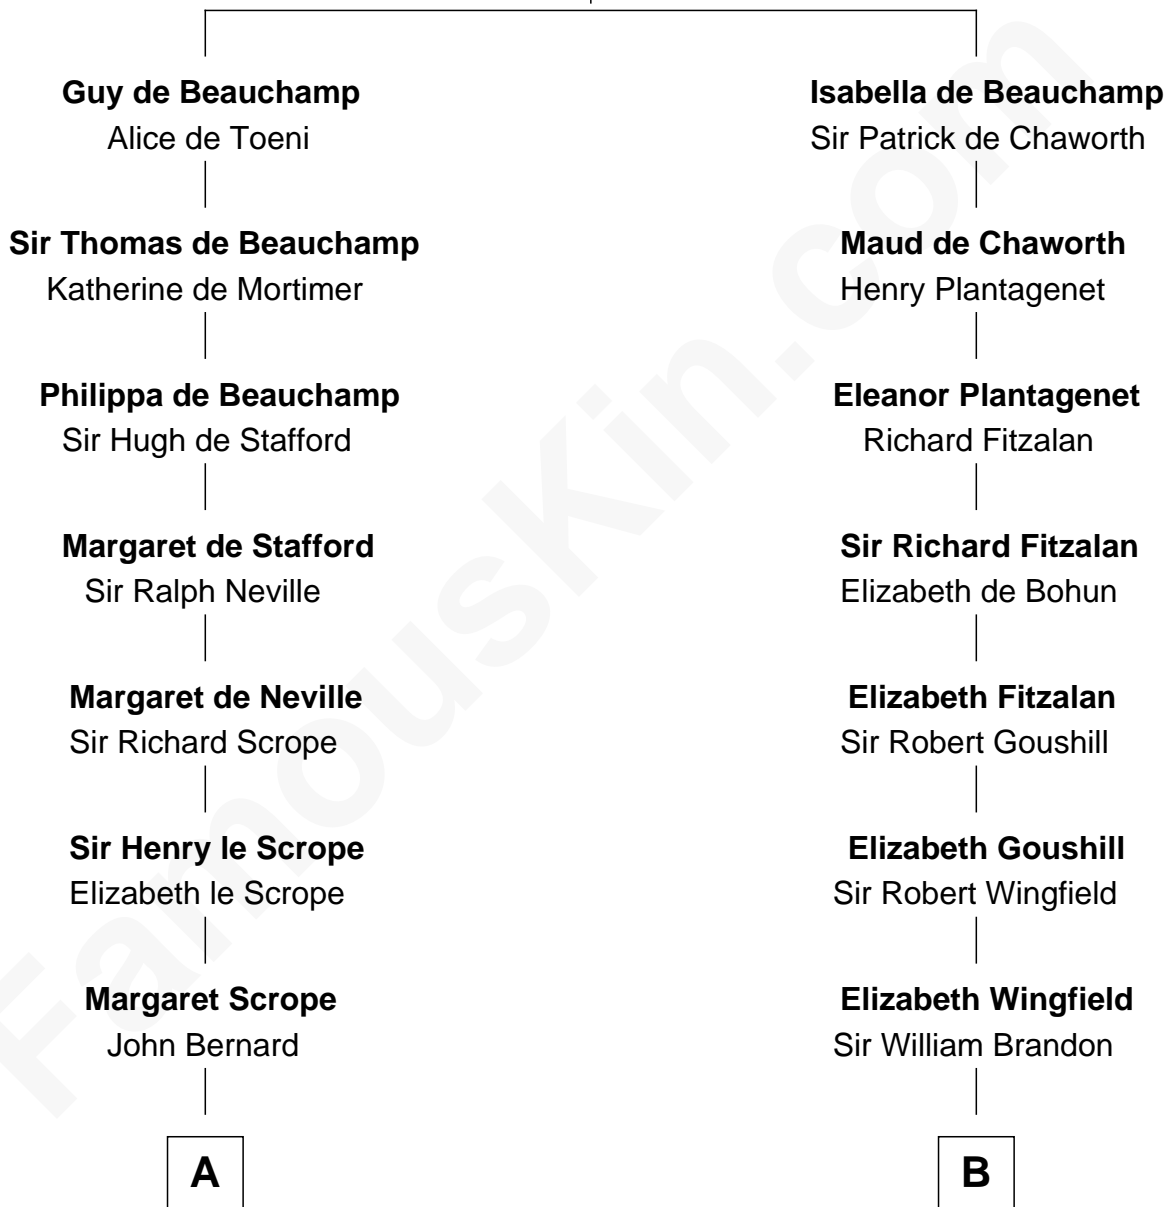 Guy de Beauchamp
Alice de Toeni
Sir Thomas de Beauchamp
Katherine de Mortimer
Philippa de Beauchamp
Sir Hugh de Stafford
Margaret de Stafford
Sir Ralph Neville
Margaret de Neville
Sir Richard Scrope
Sir Henry le Scrope
Elizabeth le Scrope
Margaret Scrope
John Bernard
A
Isabella de Beauchamp
Sir Patrick de Chaworth
Maud de Chaworth
Henry Plantagenet
Eleanor Plantagenet
Richard Fitzalan
Sir Richard Fitzalan
Elizabeth de Bohun
Elizabeth Fitzalan
Sir Robert Goushill
Elizabeth Goushill
Sir Robert Wingfield
Elizabeth Wingfield
Sir William Brandon
B
FamousKin.com